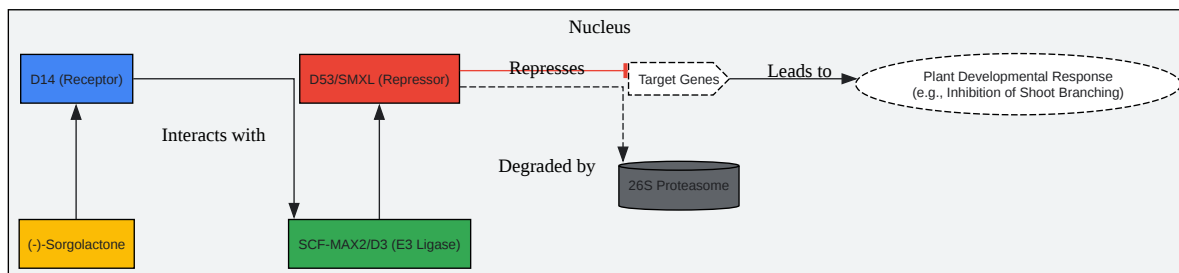 Nucleus
D14 (Receptor)
D53/SMXL (Repressor)
Represses
Target Genes
Leads to
Plant Developmental Response
(e.g., Inhibition of Shoot Branching)
Interacts with
Degraded by
26S Proteasome
(-)-Sorgolactone
SCF-MAX2/D3 (E3 Ligase)